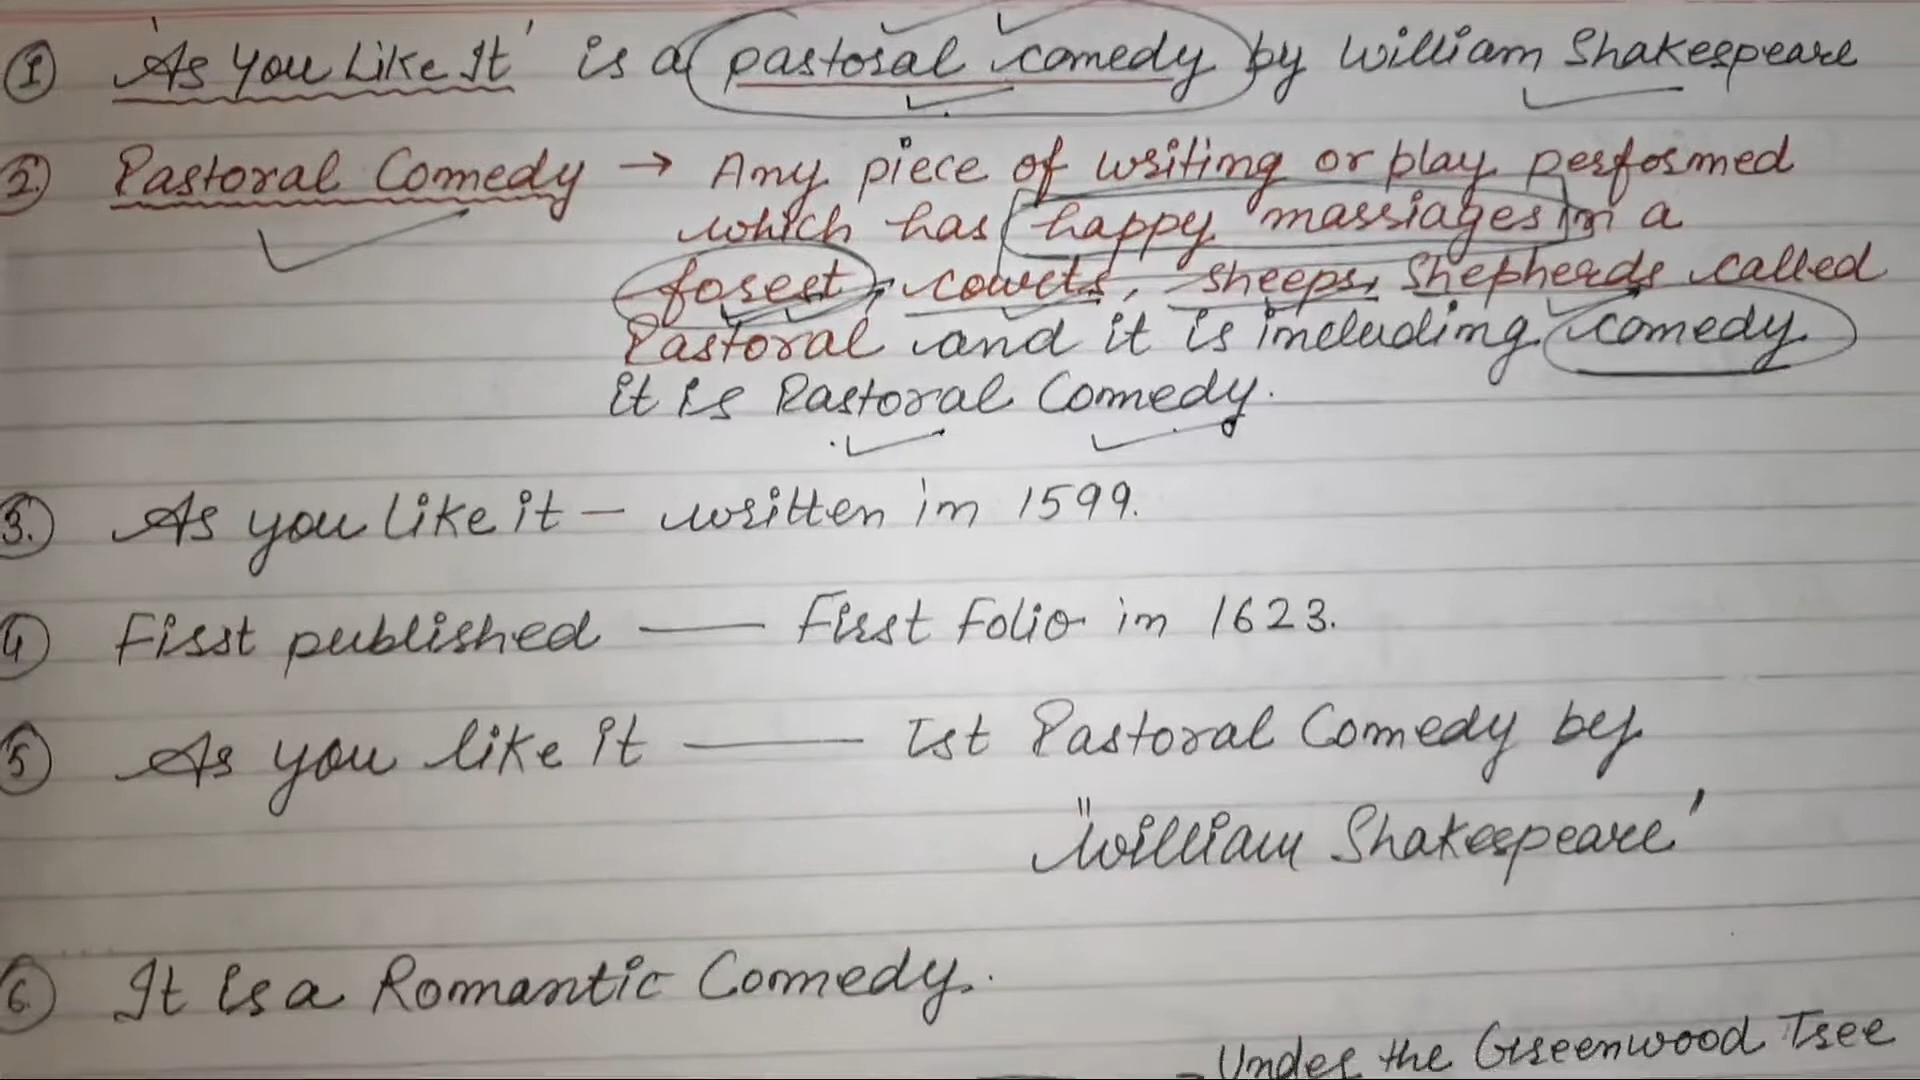 ① 'As You Like It' is a pastoral comedy by William Shakespeare
② Pastoral Comedy → Any piece of writing or play performed
which has happy marriages in a
forest, courts, sheeps, shepherds called
Pastoral and it is including comedy
it is Pastoral Comedy.
③. As you like it — written in 1599.
④ First published — First Folio in 1623.
⑤ As you like it — Ist Pastoral Comedy by
"William Shakespeare'
⑥ It is a Romantic Comedy.
- Under the Greenwood Tree